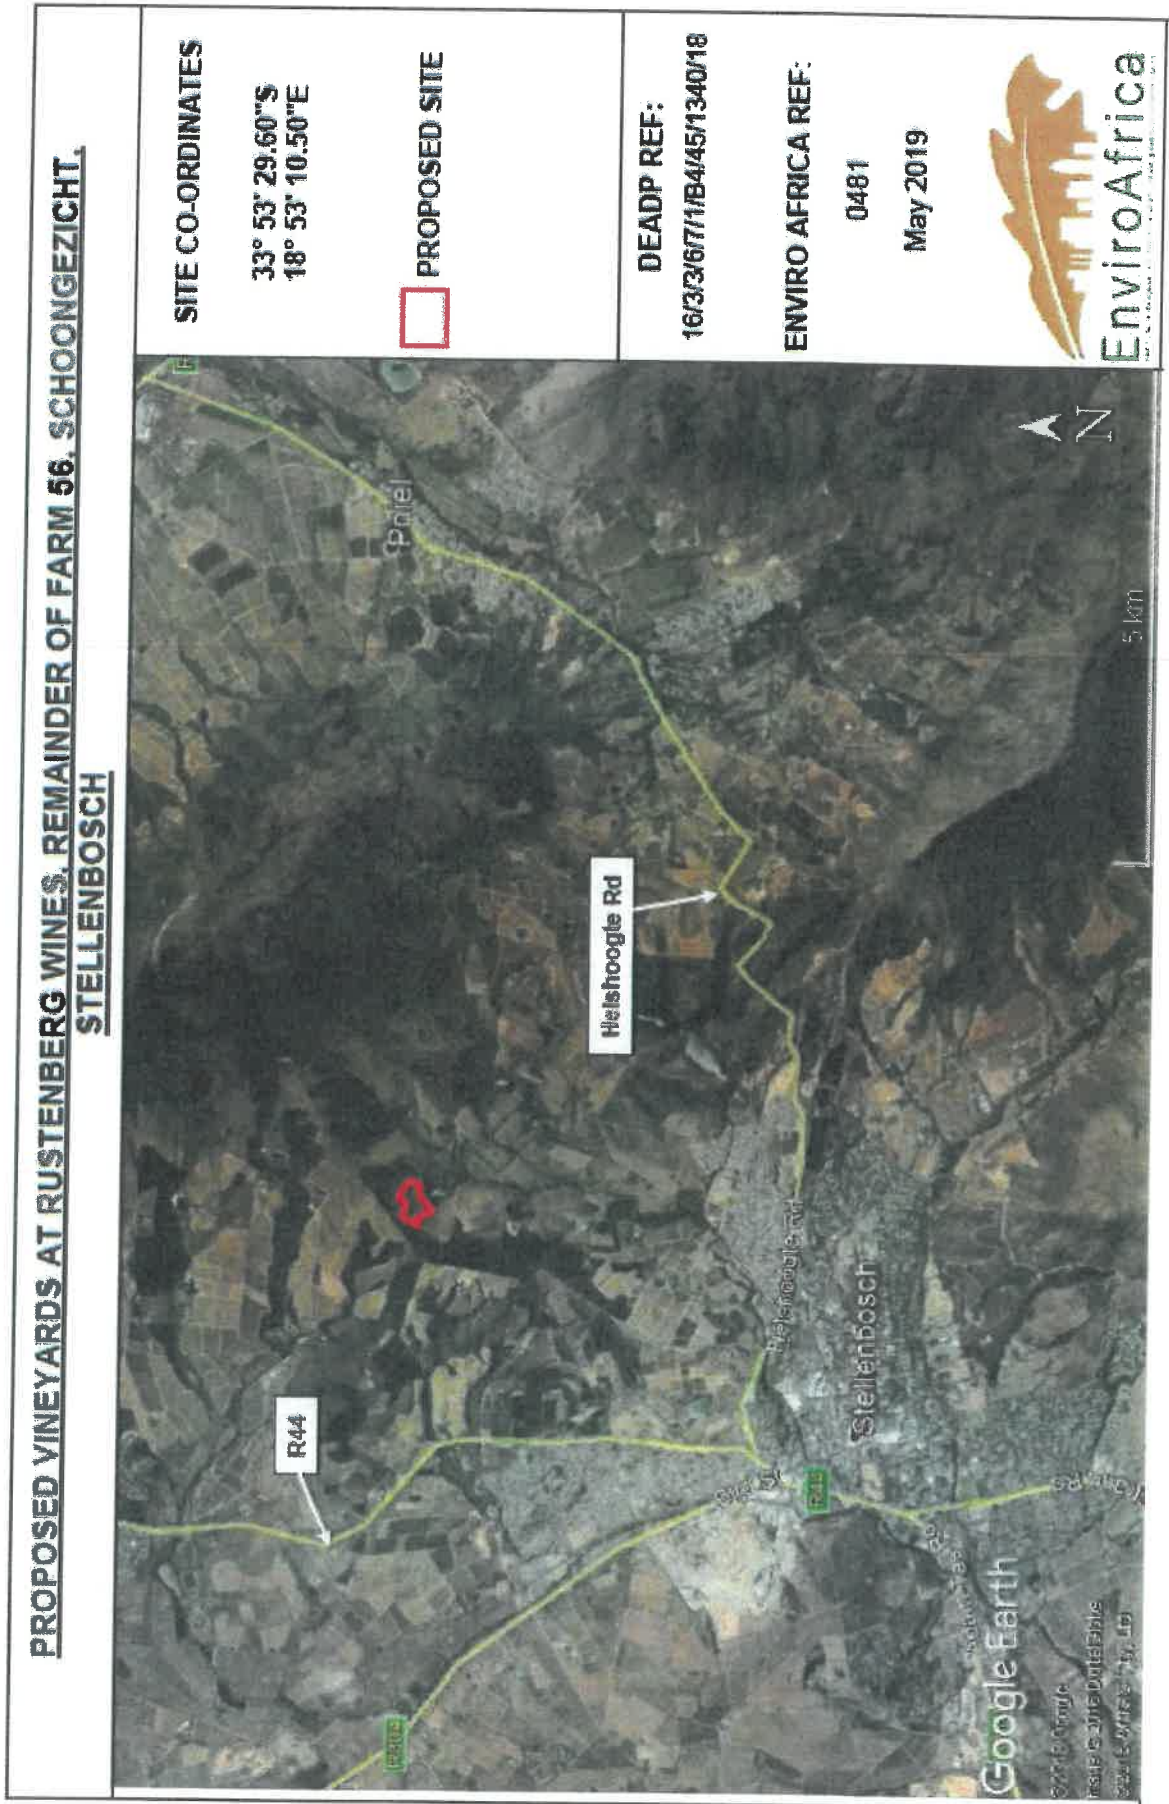 PROPOSED VINEYARDS AT RUSTENBERG WINES, REMAINDER OF FARM 56, SCHOONGEZICHT,
STELLENBOSCH
SITE CO-ORDINATES
33° 53' 29.60"S
18° 53' 10.50"E
PROPOSED SITE
DEADP REF:
16/3/3/6/7/1/B4/45/1340/18
ENVIRO AFRICA REF:
0481
May 2019
EnviroAfrica
R44
Helshoogte Rd
Pniel
Helshoogte Rd
Stellenbosch
R44
Google Earth
N
5 km